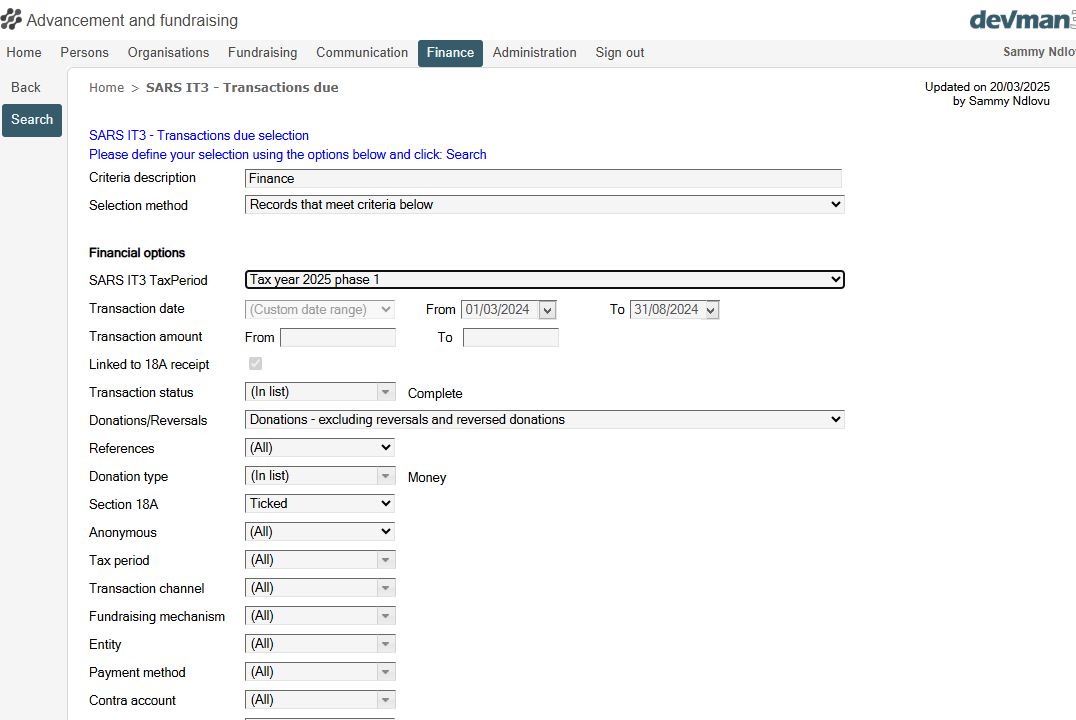 Advancement and fundraising
devman
Home Persons Organisations Fundraising Communication Finance Administration Sign out
Sammy Ndlo
Back
Search
Home > SARS IT3 - Transactions due
Updated on 20/03/2025
by Sammy Ndlovu
SARS IT3 - Transactions due selection
Please define your selection using the options below and click: Search
Criteria description Finance
Selection method Records that meet criteria below
Financial options
SARS IT3 TaxPeriod Tax year 2025 phase 1
Transaction date (Custom date range) From 01/03/2024 To 31/08/2024
Transaction amount From To
Linked to 18A receipt
Transaction status (In list) Complete
Donations/Reversals Donations - excluding reversals and reversed donations
References (All)
Donation type (In list) Money
Section 18A Ticked
Anonymous (All)
Tax period (All)
Transaction channel (All)
Fundraising mechanism (All)
Entity (All)
Payment method (All)
Contra account (All)